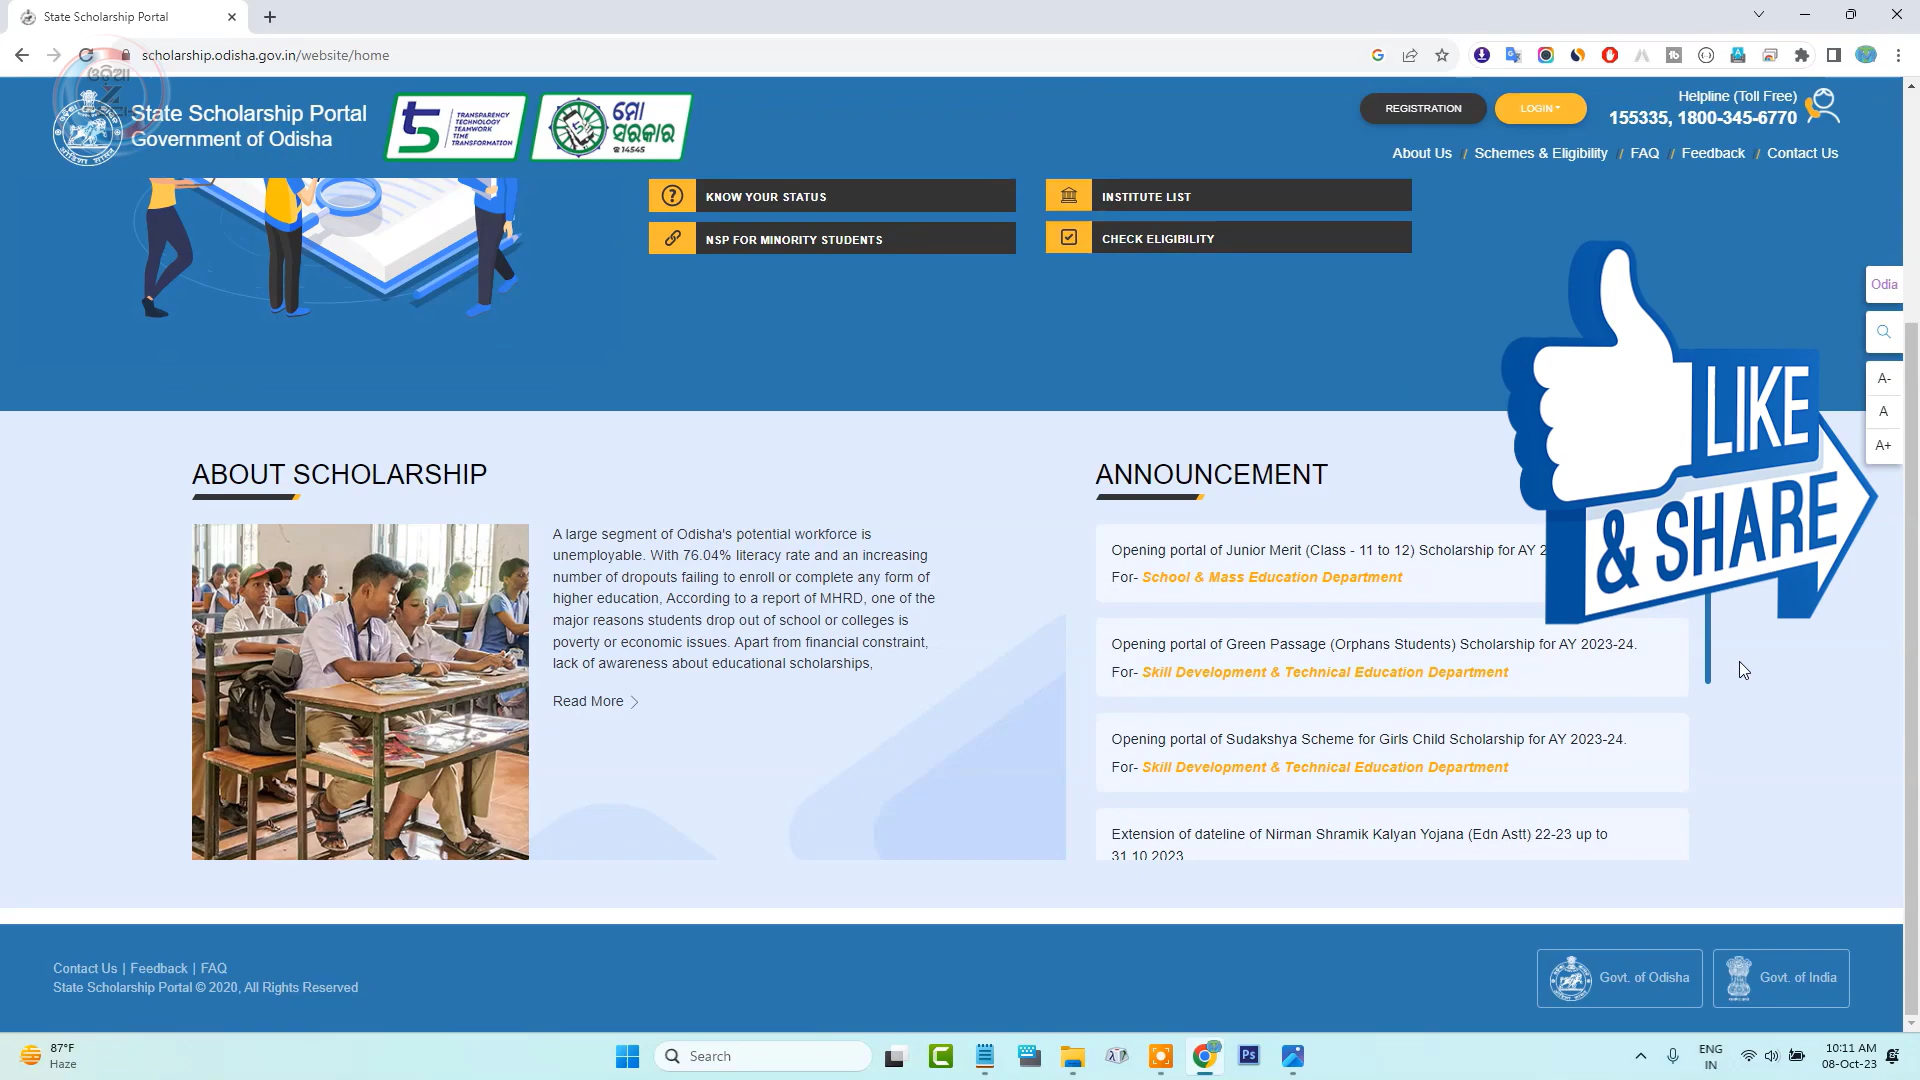 State Scholarship Portal
scholarship.odisha.gov.in/website/home
ଓଡ଼ିଆ
State Scholarship Portal
Government of Odisha
5
TRANSPARENCY
TECHNOLOGY
TEAMWORK
TIME
TRANSFORMATION
ମୋ
ସରକାର
☎14545
REGISTRATION
LOGIN
Helpline (Toll Free)
155335, 1800-345-6770
About Us / Schemes & Eligibility / FAQ / Feedback / Contact Us
KNOW YOUR STATUS
INSTITUTE LIST
NSP FOR MINORITY STUDENTS
CHECK ELIGIBILITY
Odia
A-
A
A+
LIKE
& SHARE
ABOUT SCHOLARSHIP
A large segment of Odisha's potential workforce is
unemployable. With 76.04% literacy rate and an increasing
number of dropouts failing to enroll or complete any form of
higher education, According to a report of MHRD, one of the
major reasons students drop out of school or colleges is
poverty or economic issues. Apart from financial constraint,
lack of awareness about educational scholarships,
Read More
ANNOUNCEMENT
Opening portal of Junior Merit (Class - 11 to 12) Scholarship for AY 2
For- School & Mass Education Department
Opening portal of Green Passage (Orphans Students) Scholarship for AY 2023-24.
For- Skill Development & Technical Education Department
Opening portal of Sudakshya Scheme for Girls Child Scholarship for AY 2023-24.
For- Skill Development & Technical Education Department
Extension of dateline of Nirman Shramik Kalyan Yojana (Edn Astt) 22-23 up to
31.10.2023
Contact Us | Feedback | FAQ
State Scholarship Portal © 2020, All Rights Reserved
Govt. of Odisha
Govt. of India
87°F
Haze
Search
Ps
ENG
IN
10:11 AM
08-Oct-23